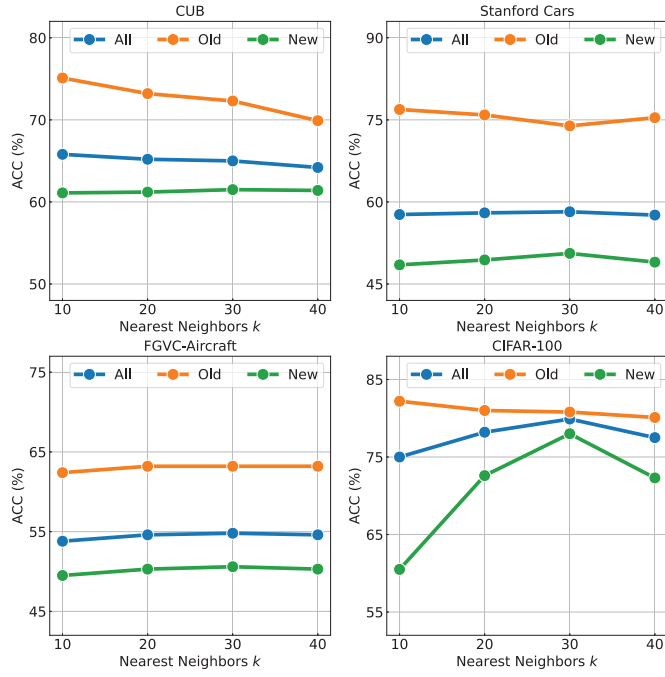 CUB
All Old New
80
70
60
50
ACC (%)
10 20 30 40
Nearest Neighbors k
Stanford Cars
All Old New
90
75
60
45
ACC (%)
10 20 30 40
Nearest Neighbors k
FGVC-Aircraft
All Old New
75
65
55
45
ACC (%)
10 20 30 40
Nearest Neighbors k
CIFAR-100
All Old New
85
75
65
55
ACC (%)
10 20 30 40
Nearest Neighbors k